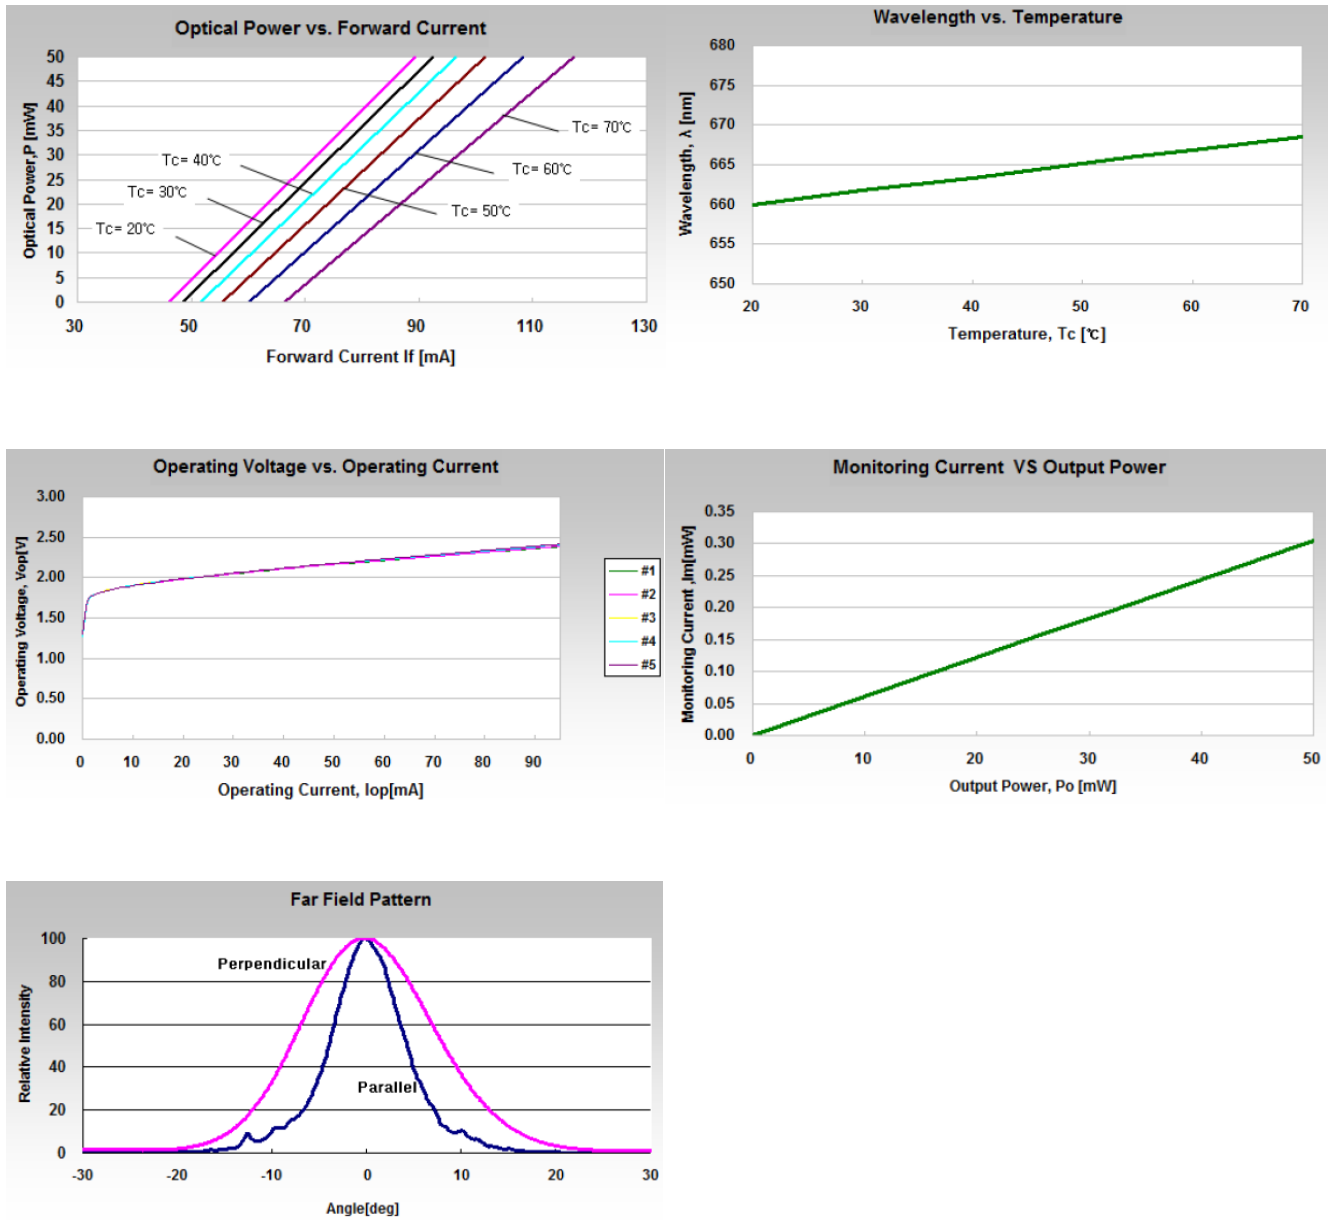 Optical Power vs. Forward Current
Optical Power,P [mW]
50
45
40
35
30
25
20
15
10
5
0
Tc= 40℃
Tc= 30℃
Tc= 20℃
Tc= 70℃
Tc= 60℃
Tc= 50℃
30 50 70 90 110 130
Forward Current If [mA]
Wavelength vs. Temperature
Wavelength, λ [nm]
680
675
670
665
660
655
650
20 30 40 50 60 70
Temperature, Tc [℃]
Operating Voltage vs. Operating Current
Operating Voltage, Vop[V]
3.00
2.50
2.00
1.50
1.00
0.50
0.00
0 10 20 30 40 50 60 70 80 90
Operating Current, Iop[mA]
#1
#2
#3
#4
#5
Monitoring Current VS Output Power
Monitoring Current ,Im[mW]
0.35
0.30
0.25
0.20
0.15
0.10
0.05
0.00
0 10 20 30 40 50
Output Power, Po [mW]
Far Field Pattern
Relative Intensity
100
80
60
40
20
0
Perpendicular
Parallel
-30 -20 -10 0 10 20 30
Angle[deg]